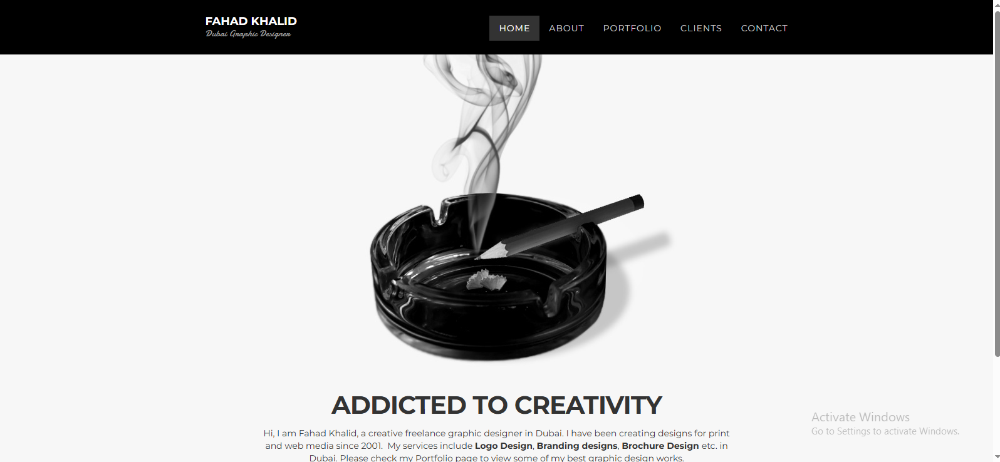 FAHAD KHALID
Dubai Graphic Designer
HOME ABOUT PORTFOLIO CLIENTS CONTACT
ADDICTED TO CREATIVITY
Hi, I am Fahad Khalid, a creative freelance graphic designer in Dubai. I have been creating designs for print
and web media since 2001.  My services include Logo Design, Branding designs, Brochure Design etc. in
Dubai. Please check my Portfolio page to view some of my best graphic design works.
Activate Windows
Go to Settings to activate Windows.